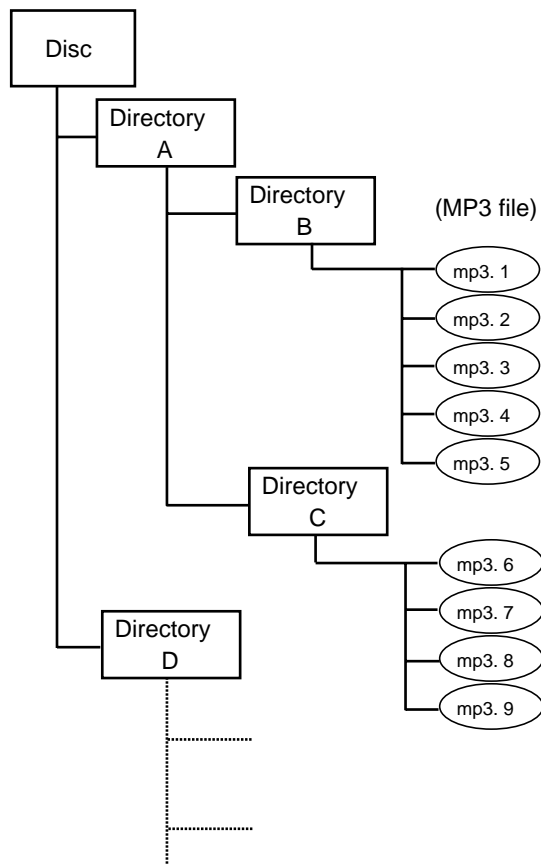 Disc
Directory
A
Directory
B
(MP3 file)
mp3. 1
mp3. 2
mp3. 3
mp3. 4
mp3. 5
Directory
C
mp3. 6
mp3. 7
mp3. 8
mp3. 9
Directory
D